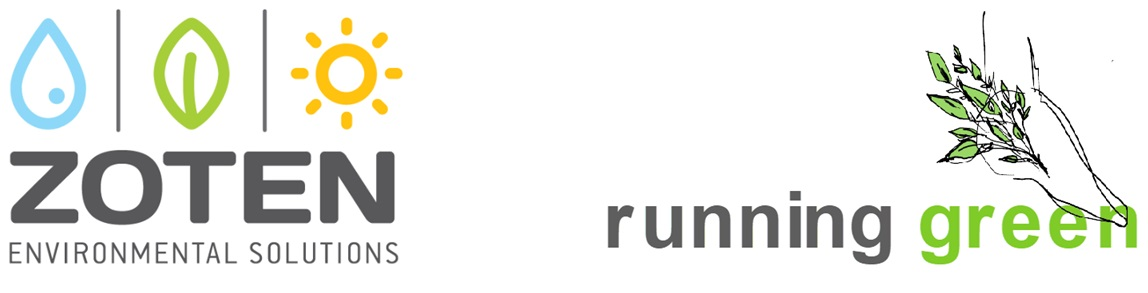 ZOTEN
ENVIRONMENTAL SOLUTIONS
running green